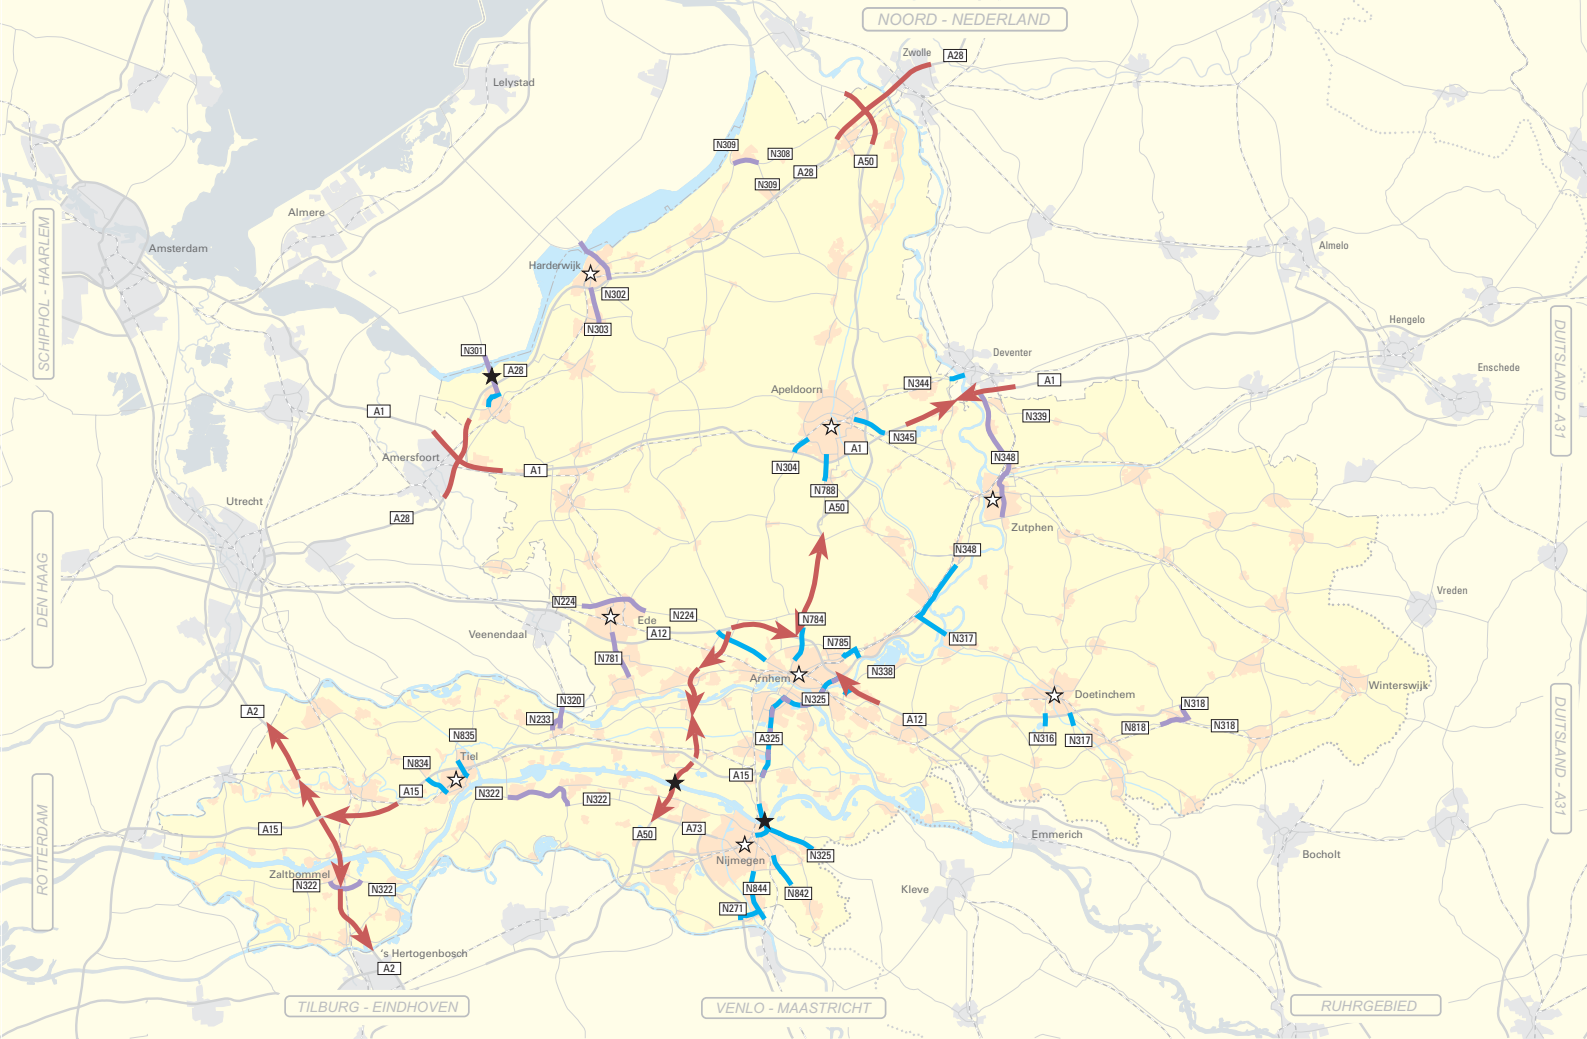 NOORD - NEDERLAND
Zwolle
A28
Lelystad
N309
N308
A28
A50
N309
Almere
SCHIPHOL - HAARLEM
Amsterdam
Almelo
Harderwijk
N302
N303
Hengelo
DUITSLAND - A31
N301
A28
Deventer
Enschede
A1
N344
A1
Apeldoorn
A1
N339
N345
A1
Amersfoort
N348
A1
N304
N788
A50
Utrecht
A28
Zutphen
DEN HAAG
N348
Vreden
N224
N224
N784
Ede
A12
Veenendaal
N785
N317
N781
N338
Arnhem
Winterswijk
Doetinchem
N320
N325
N318
A2
N233
A12
N818
N318
N835
A325
N316
N317
Tiel
N834
DUITSLAND - A31
A15
A15
N322
N322
ROTTERDAM
A15
A50
A73
Emmerich
Nijmegen
N325
Bocholt
Zaltbommel
N322
N322
N844
N842
Kleve
N271
's Hertogenbosch
A2
TILBURG - EINDHOVEN
VENLO - MAASTRICHT
RUHRGEBIED